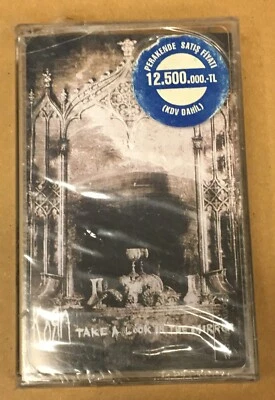 PERAKENDE SATIŞ FİYATI
12.500.000.-TL
(KDV DAHİL)
KOЯN TAKE A LOOK IN THE MIRROR